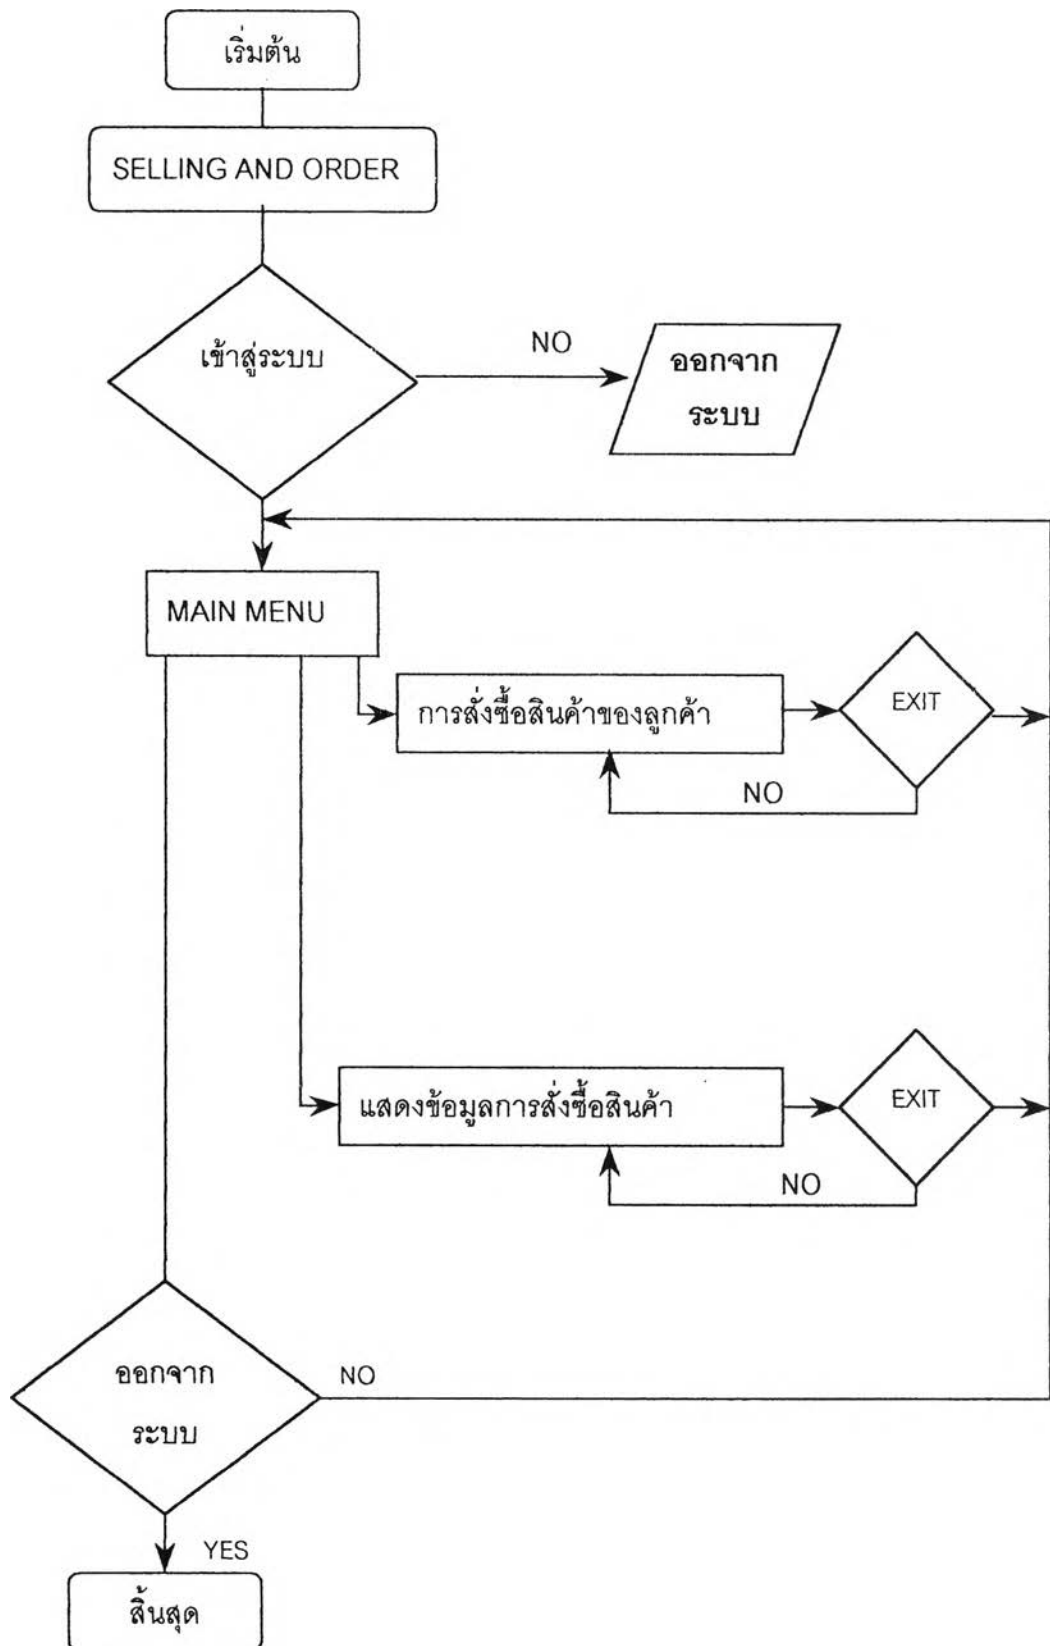 เริ่มต้น
SELLING AND ORDER
เข้าสู่ระบบ
NO
ออกจาก
ระบบ
MAIN MENU
การสั่งซื้อสินค้าของลูกค้า
EXIT
NO
แสดงข้อมูลการสั่งซื้อสินค้า
EXIT
NO
ออกจาก
ระบบ
NO
YES
สิ้นสุด